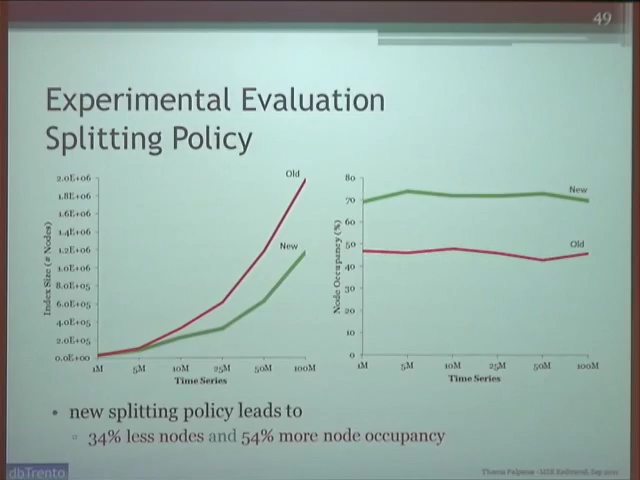 49
Experimental Evaluation
Splitting Policy
Index Size (# Nodes)
2.0E+06
1.8E+06
1.6E+06
1.4E+06
1.2E+06
1.0E+06
8.0E+05
6.0E+05
4.0E+05
2.0E+05
0.0E+00
Old
New
1M 5M 10M 25M 50M 100M
Time Series
Node Occupancy (%)
80
70
60
50
40
30
20
10
0
New
Old
1M 5M 10M 25M 50M 100M
Time Series
• new splitting policy leads to
▫ 34% less nodes and 54% more node occupancy
dbTrento